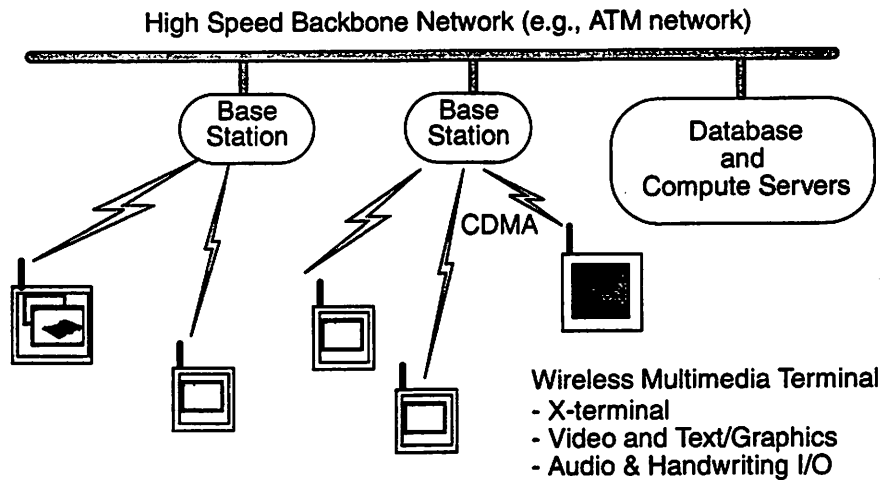 High Speed Backbone Network (e.g., ATM network)
Base
Station
Base
Station
Database
and
Compute Servers
CDMA
Wireless Multimedia Terminal
- X-terminal
- Video and Text/Graphics
- Audio & Handwriting I/O